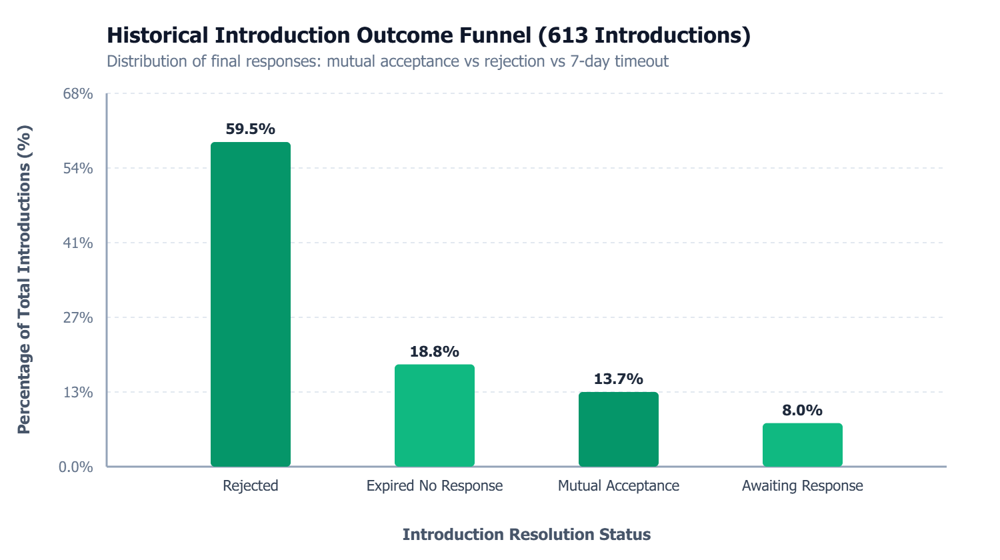 Historical Introduction Outcome Funnel (613 Introductions)
Distribution of final responses: mutual acceptance vs rejection vs 7-day timeout
Percentage of Total Introductions (%)
68%
54%
41%
27%
13%
0.0%
59.5%
18.8%
13.7%
8.0%
Rejected
Expired No Response
Mutual Acceptance
Awaiting Response
Introduction Resolution Status